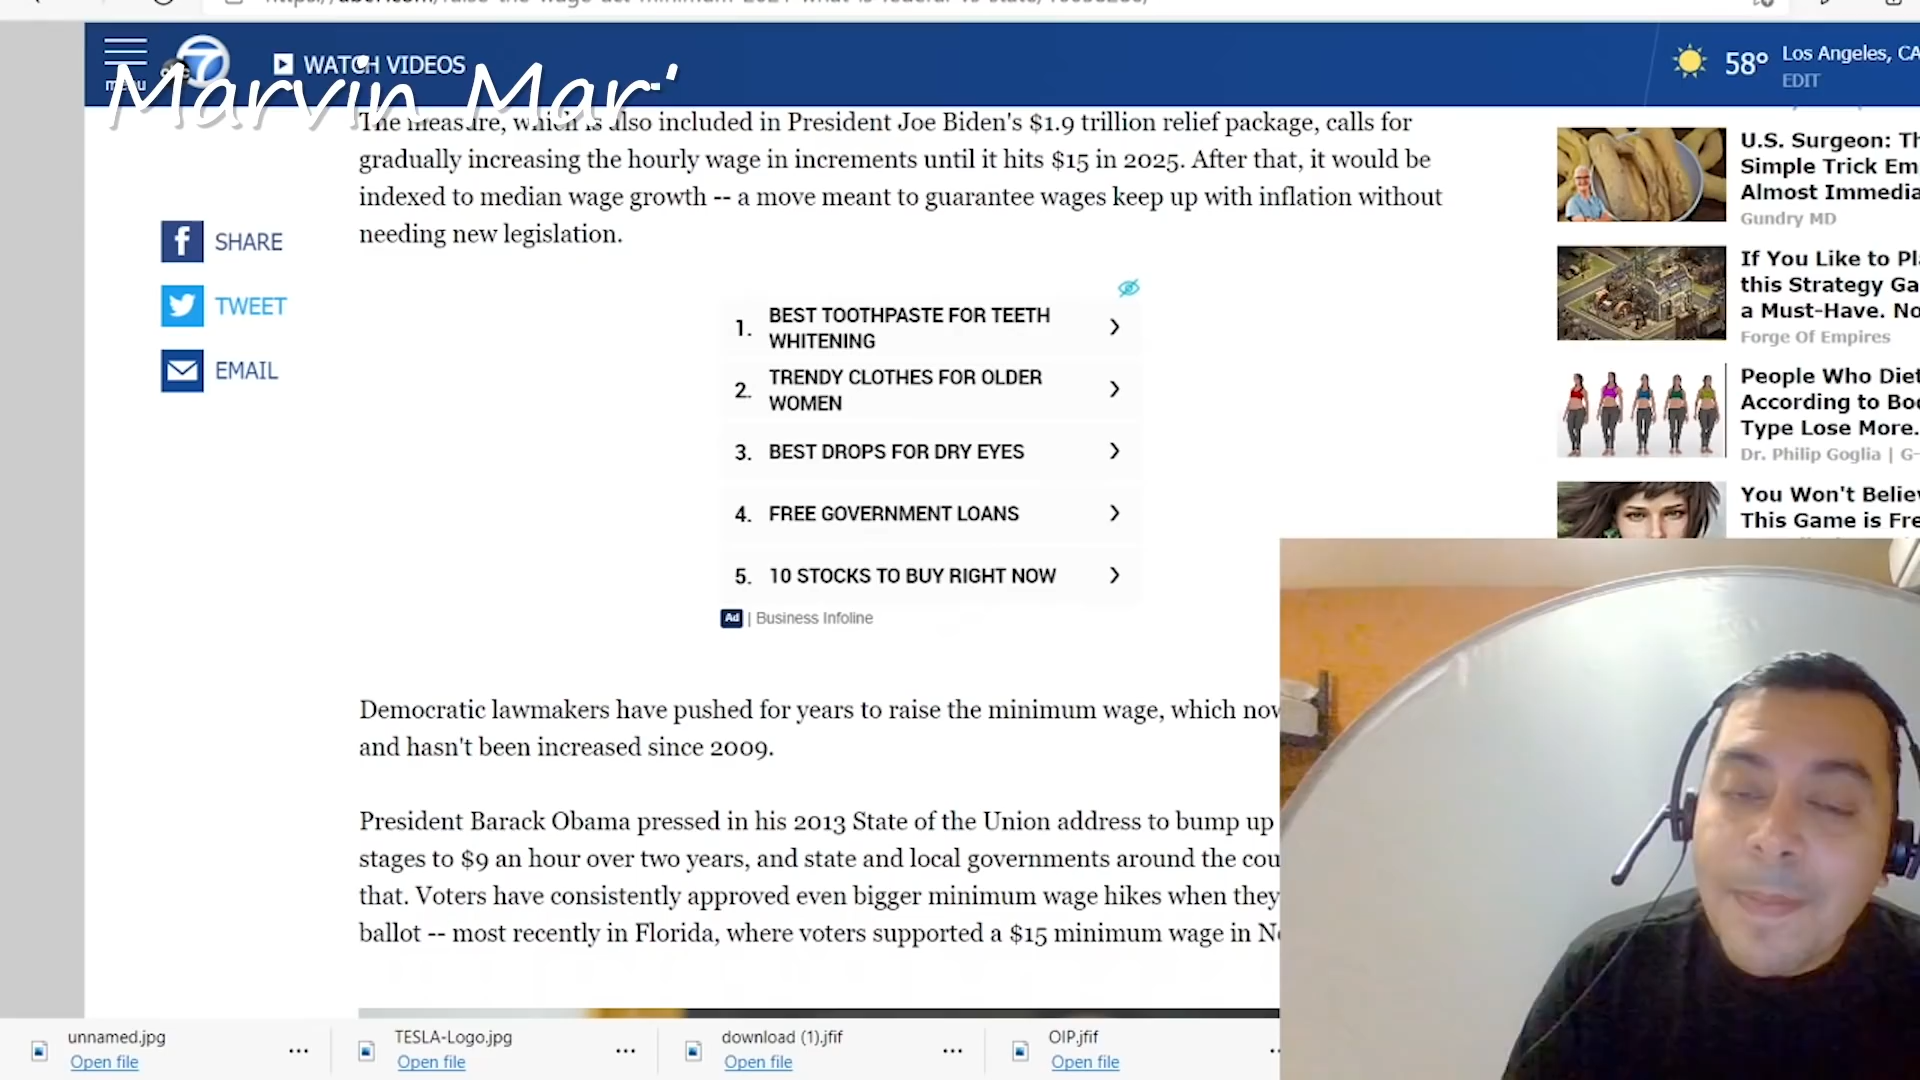 WATCH VIDEOS
menu
Marvin Mar
58°
Los Angeles, CA
EDIT
The measure, which is also included in President Joe Biden's $1.9 trillion relief package, calls for
gradually increasing the hourly wage in increments until it hits $15 in 2025. After that, it would be
indexed to median wage growth -- a move meant to guarantee wages keep up with inflation without
needing new legislation.
SHARE
TWEET
EMAIL
1. BEST TOOTHPASTE FOR TEETH
WHITENING
2. TRENDY CLOTHES FOR OLDER
WOMEN
3. BEST DROPS FOR DRY EYES
4. FREE GOVERNMENT LOANS
5. 10 STOCKS TO BUY RIGHT NOW
Ad | Business Infoline
Democratic lawmakers have pushed for years to raise the minimum wage, which now
and hasn't been increased since 2009.
President Barack Obama pressed in his 2013 State of the Union address to bump up
stages to $9 an hour over two years, and state and local governments around the cou
that. Voters have consistently approved even bigger minimum wage hikes when they
ballot -- most recently in Florida, where voters supported a $15 minimum wage in No
U.S. Surgeon: Th
Simple Trick Em
Almost Immedia
Gundry MD
If You Like to Pla
this Strategy Ga
a Must-Have. No
Forge Of Empires
People Who Diet
According to Bod
Type Lose More.
Dr. Philip Goglia | G-
You Won't Believ
This Game is Fre
unnamed.jpg
Open file
TESLA-Logo.jpg
Open file
download (1).jfif
Open file
OIP.jfif
Open file